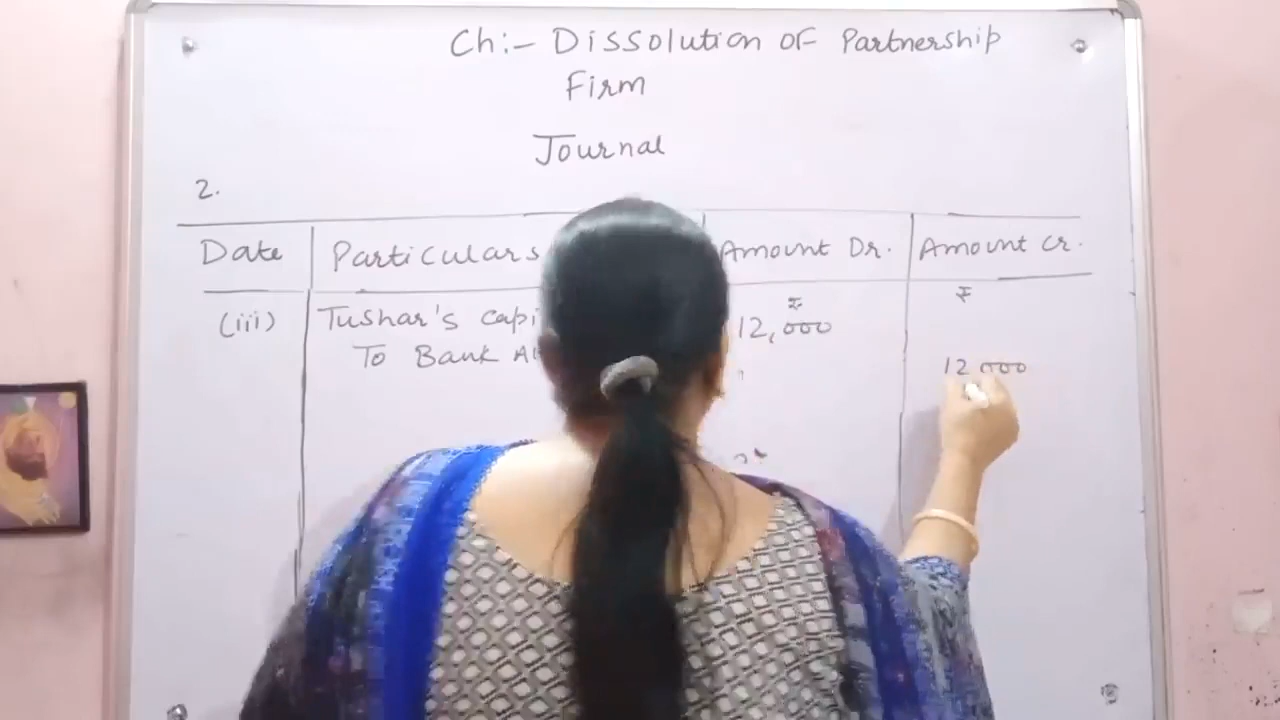 Ch:- Dissolution of Partnership
Firm
Journal
2.
Date Particulars Amount Dr. Amount Cr.
₹ ₹
(iii) Tushar's 12,000
To Bank 12,000